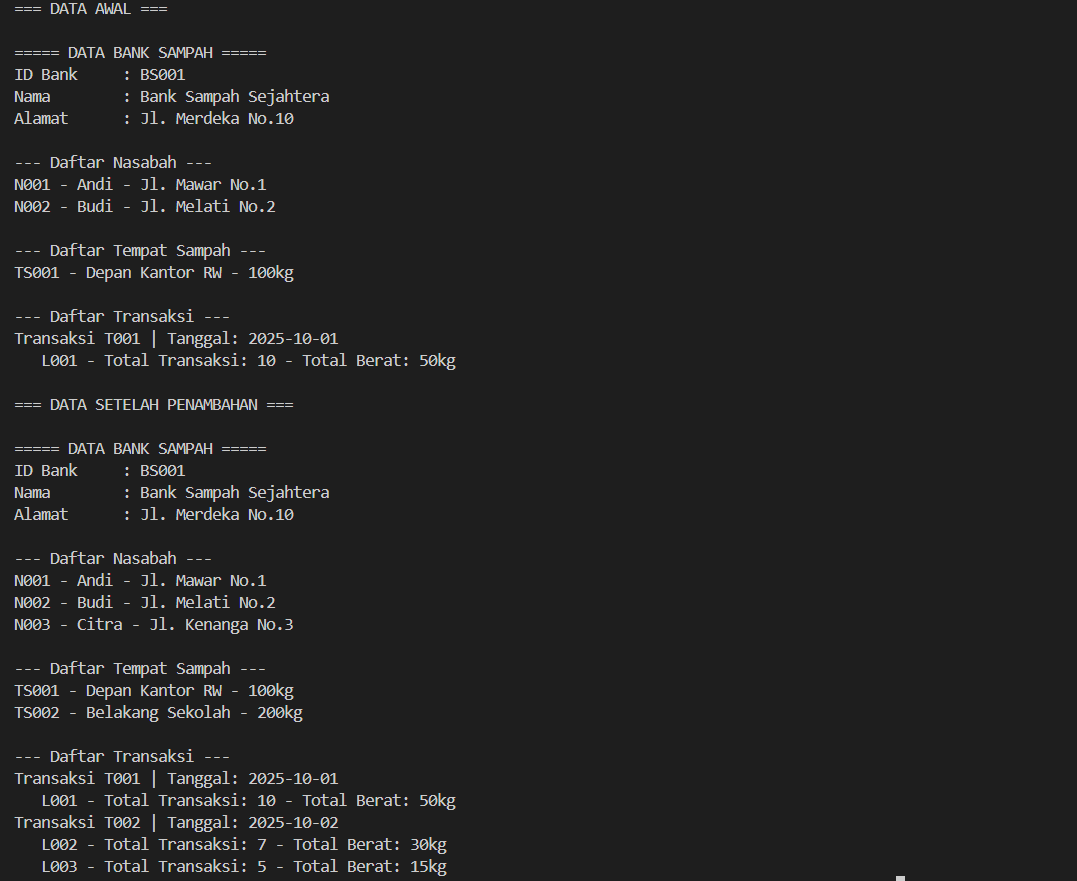 === DATA AWAL ===
===== DATA BANK SAMPAH =====
ID Bank     : BS001
Nama        : Bank Sampah Sejahtera
Alamat      : Jl. Merdeka No.10
--- Daftar Nasabah ---
N001 - Andi - Jl. Mawar No.1
N002 - Budi - Jl. Melati No.2
--- Daftar Tempat Sampah ---
TS001 - Depan Kantor RW - 100kg
--- Daftar Transaksi ---
Transaksi T001 | Tanggal: 2025-10-01
   L001 - Total Transaksi: 10 - Total Berat: 50kg
=== DATA SETELAH PENAMBAHAN ===
===== DATA BANK SAMPAH =====
ID Bank     : BS001
Nama        : Bank Sampah Sejahtera
Alamat      : Jl. Merdeka No.10
--- Daftar Nasabah ---
N001 - Andi - Jl. Mawar No.1
N002 - Budi - Jl. Melati No.2
N003 - Citra - Jl. Kenanga No.3
--- Daftar Tempat Sampah ---
TS001 - Depan Kantor RW - 100kg
TS002 - Belakang Sekolah - 200kg
--- Daftar Transaksi ---
Transaksi T001 | Tanggal: 2025-10-01
   L001 - Total Transaksi: 10 - Total Berat: 50kg
Transaksi T002 | Tanggal: 2025-10-02
   L002 - Total Transaksi: 7 - Total Berat: 30kg
   L003 - Total Transaksi: 5 - Total Berat: 15kg